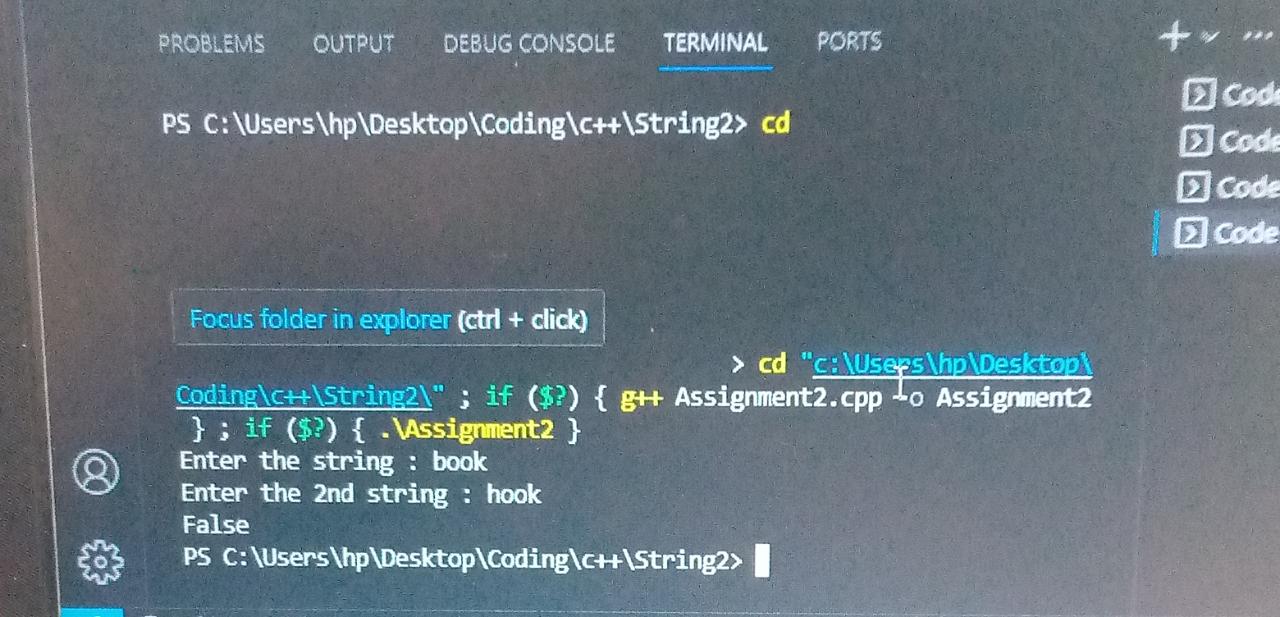 PROBLEMS OUTPUT DEBUG CONSOLE TERMINAL PORTS
Code
Code
Code
Code
PS C:\Users\hp\Desktop\Coding\c++\String2> cd
Focus folder in explorer (ctrl + click)
> cd "c:\Users\hp\Desktop\
Coding\c++\String2\" ; if ($?) { g++ Assignment2.cpp -o Assignment2
} ; if ($?) { .\Assignment2 }
Enter the string : book
Enter the 2nd string : hook
False
PS C:\Users\hp\Desktop\Coding\c++\String2>